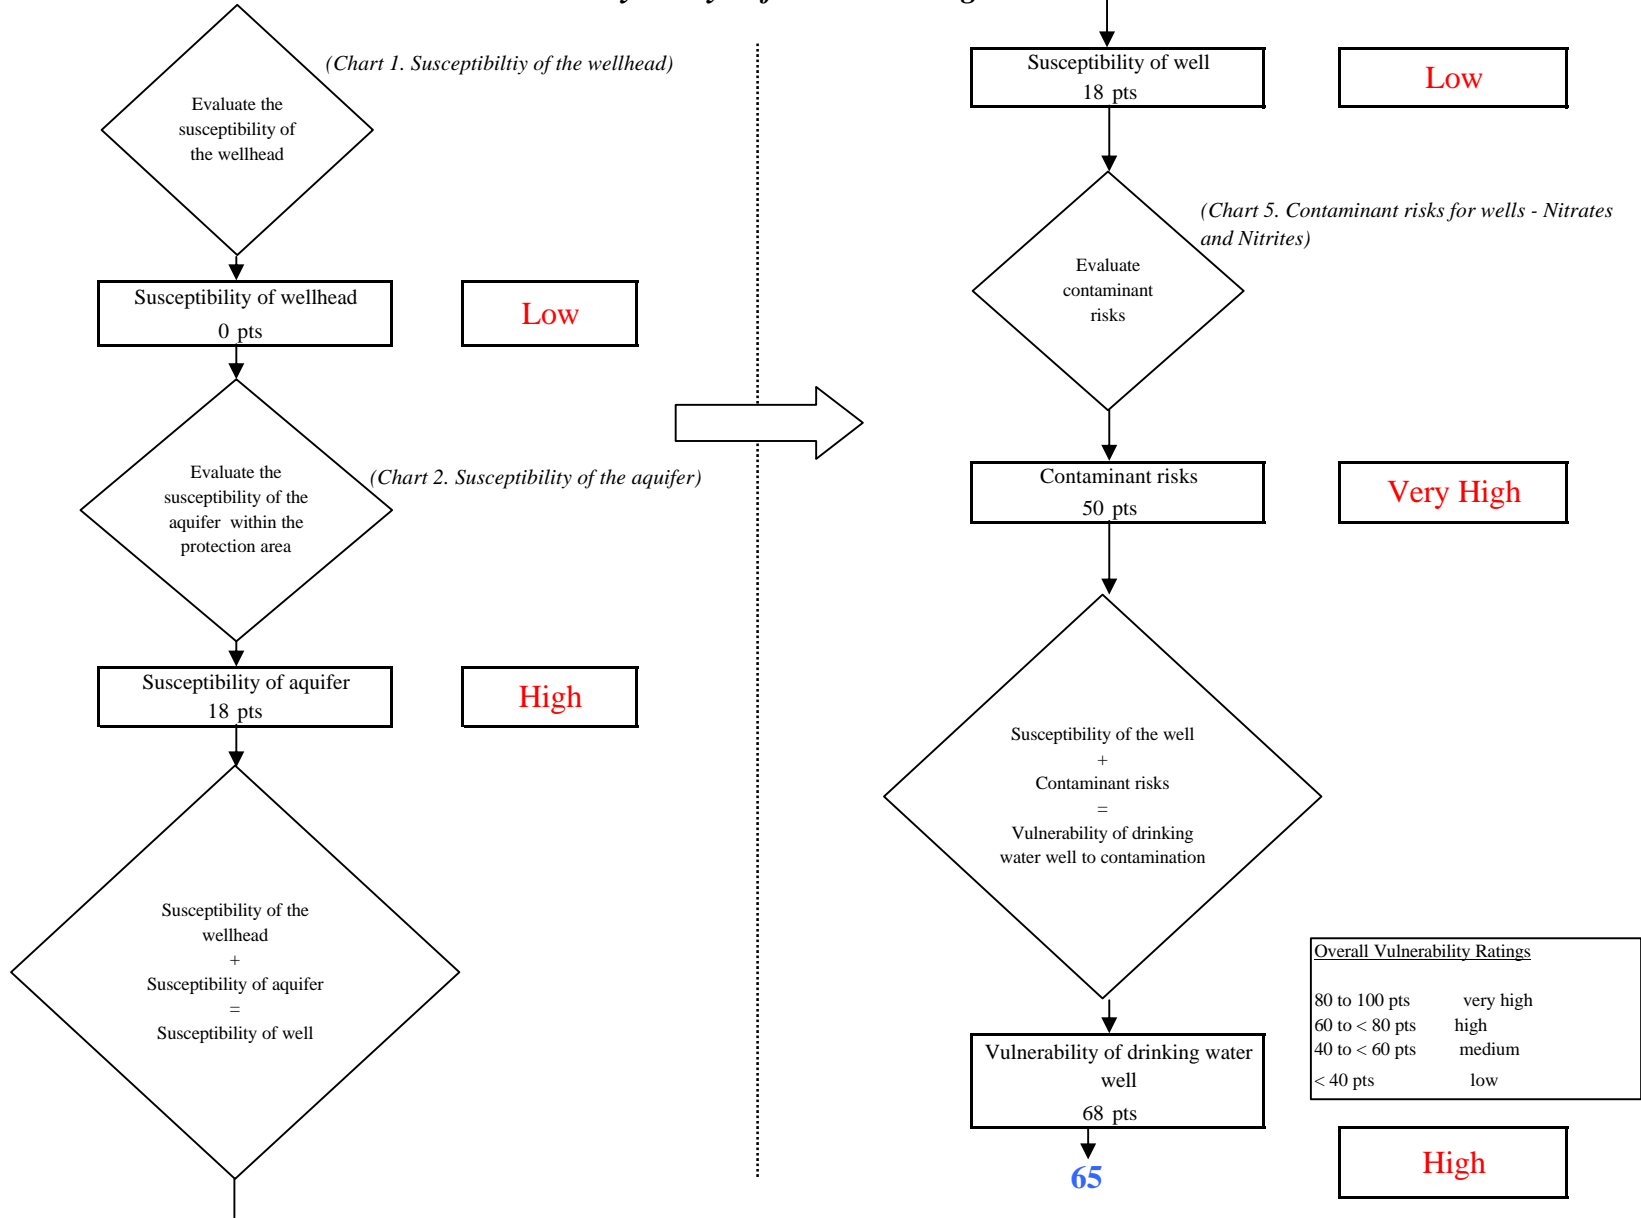 (Chart 1. Susceptibiltiy of the wellhead)
Evaluate the
susceptibility of
the wellhead
Susceptibility of wellhead
0 pts
Low
Evaluate the
susceptibility of the
aquifer within the
protection area
(Chart 2. Susceptibility of the aquifer)
Susceptibility of aquifer
18 pts
High
Susceptibility of the
wellhead
+
Susceptibility of aquifer
=
Susceptibility of well
Susceptibility of well
18 pts
Low
(Chart 5. Contaminant risks for wells - Nitrates
and Nitrites)
Evaluate
contaminant
risks
Contaminant risks
50 pts
Very High
Susceptibility of the well
+
Contaminant risks
=
Vulnerability of drinking
water well to contamination
Overall Vulnerability Ratings
80 to 100 pts very high
60 to < 80 pts high
40 to < 60 pts medium
< 40 pts low
Vulnerability of drinking water
well
68 pts
65
High